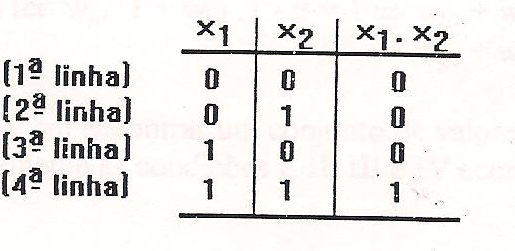 x1 x2 x1 . x2
(1ª linha) 0 0 0
(2ª linha) 0 1 0
(3ª linha) 1 0 0
(4ª linha) 1 1 1